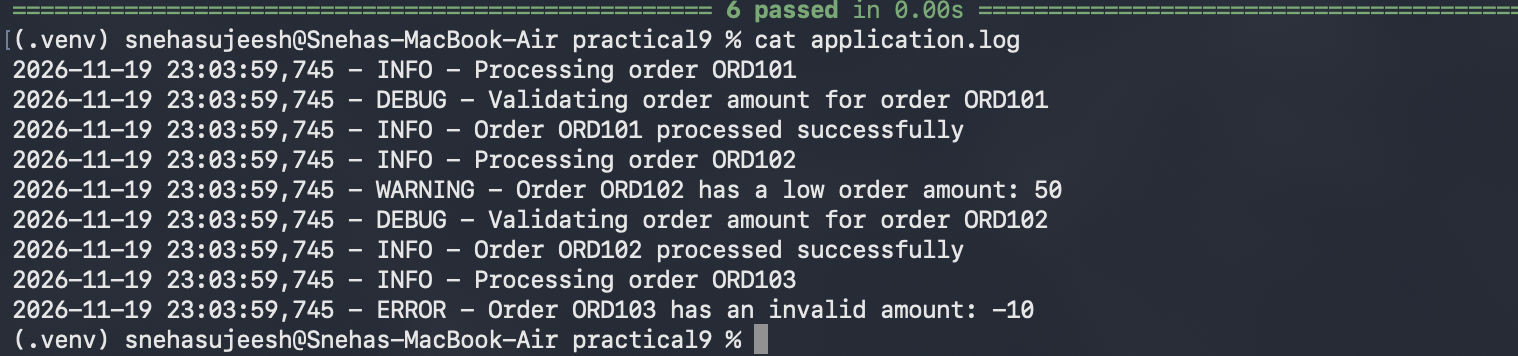 ================================================== 6 passed in 0.00s =======================================
[(.venv) snehasujeesh@Snehas-MacBook-Air practical9 % cat application.log
2026-11-19 23:03:59,745 - INFO - Processing order ORD101
2026-11-19 23:03:59,745 - DEBUG - Validating order amount for order ORD101
2026-11-19 23:03:59,745 - INFO - Order ORD101 processed successfully
2026-11-19 23:03:59,745 - INFO - Processing order ORD102
2026-11-19 23:03:59,745 - WARNING - Order ORD102 has a low order amount: 50
2026-11-19 23:03:59,745 - DEBUG - Validating order amount for order ORD102
2026-11-19 23:03:59,745 - INFO - Order ORD102 processed successfully
2026-11-19 23:03:59,745 - INFO - Processing order ORD103
2026-11-19 23:03:59,745 - ERROR - Order ORD103 has an invalid amount: -10
(.venv) snehasujeesh@Snehas-MacBook-Air practical9 %